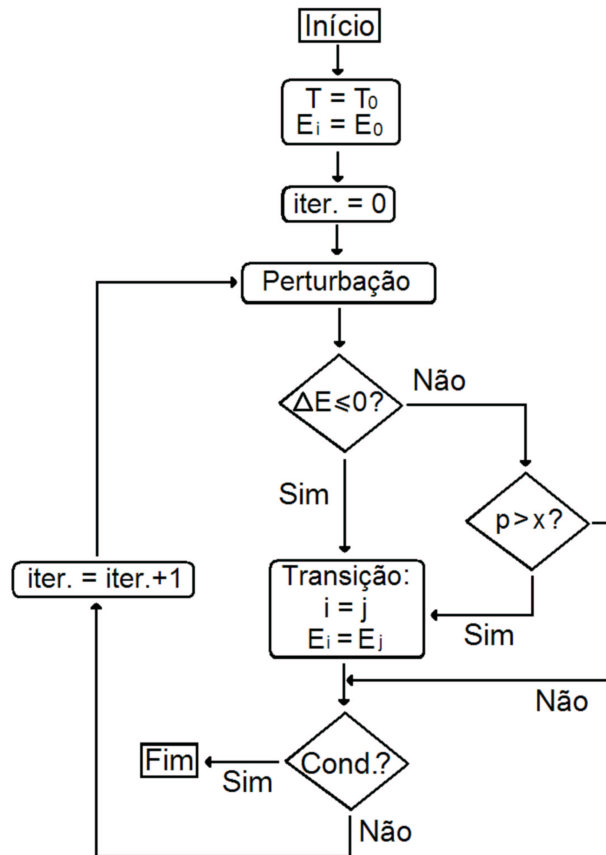 Início
T = T₀
Eᵢ = E₀
iter. = 0
Perturbação
ΔE≤0?
Não
Sim
p>x?
iter. = iter.+1
Transição:
i = j
Eᵢ = Eⱼ
Sim
Não
Cond.?
Fim
Sim
Não